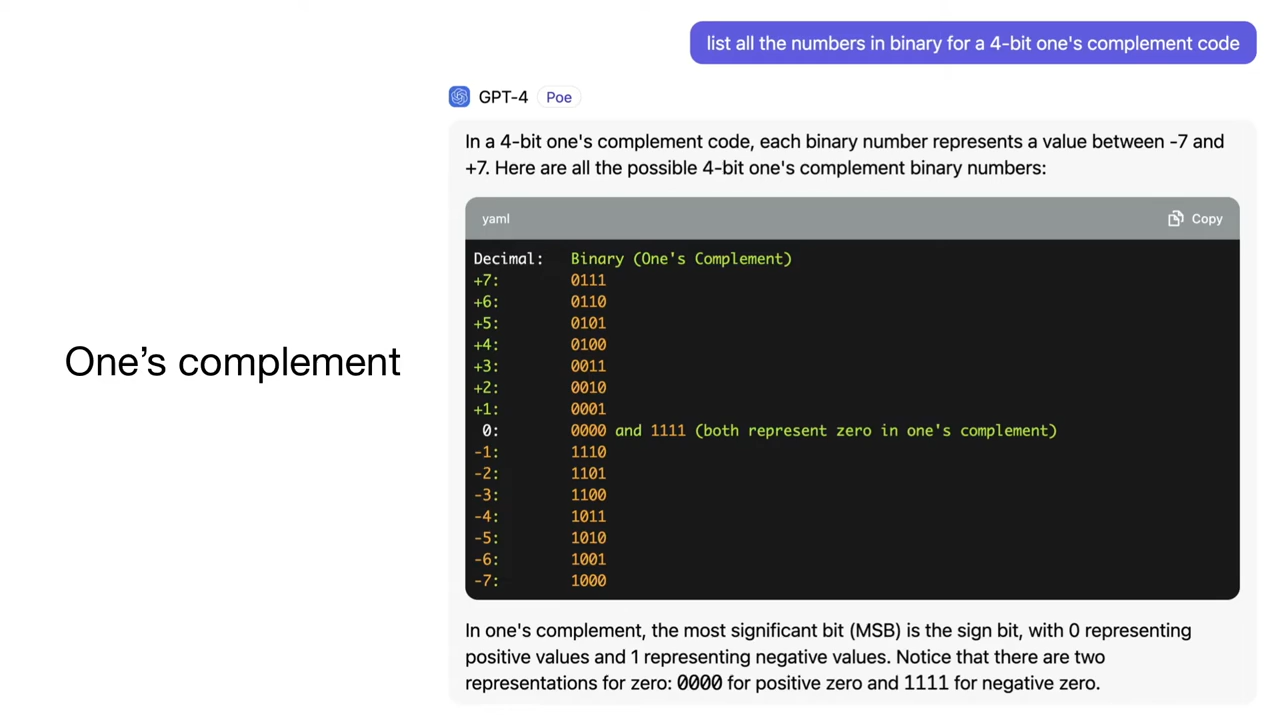 list all the numbers in binary for a 4-bit one's complement code
GPT-4 Poe
In a 4-bit one's complement code, each binary number represents a value between -7 and
+7. Here are all the possible 4-bit one's complement binary numbers:
yaml Copy
Decimal: Binary (One's Complement)
+7: 0111
+6: 0110
+5: 0101
+4: 0100
+3: 0011
+2: 0010
+1: 0001
0: 0000 and 1111 (both represent zero in one's complement)
-1: 1110
-2: 1101
-3: 1100
-4: 1011
-5: 1010
-6: 1001
-7: 1000
One’s complement
In one's complement, the most significant bit (MSB) is the sign bit, with 0 representing
positive values and 1 representing negative values. Notice that there are two
representations for zero: 0000 for positive zero and 1111 for negative zero.